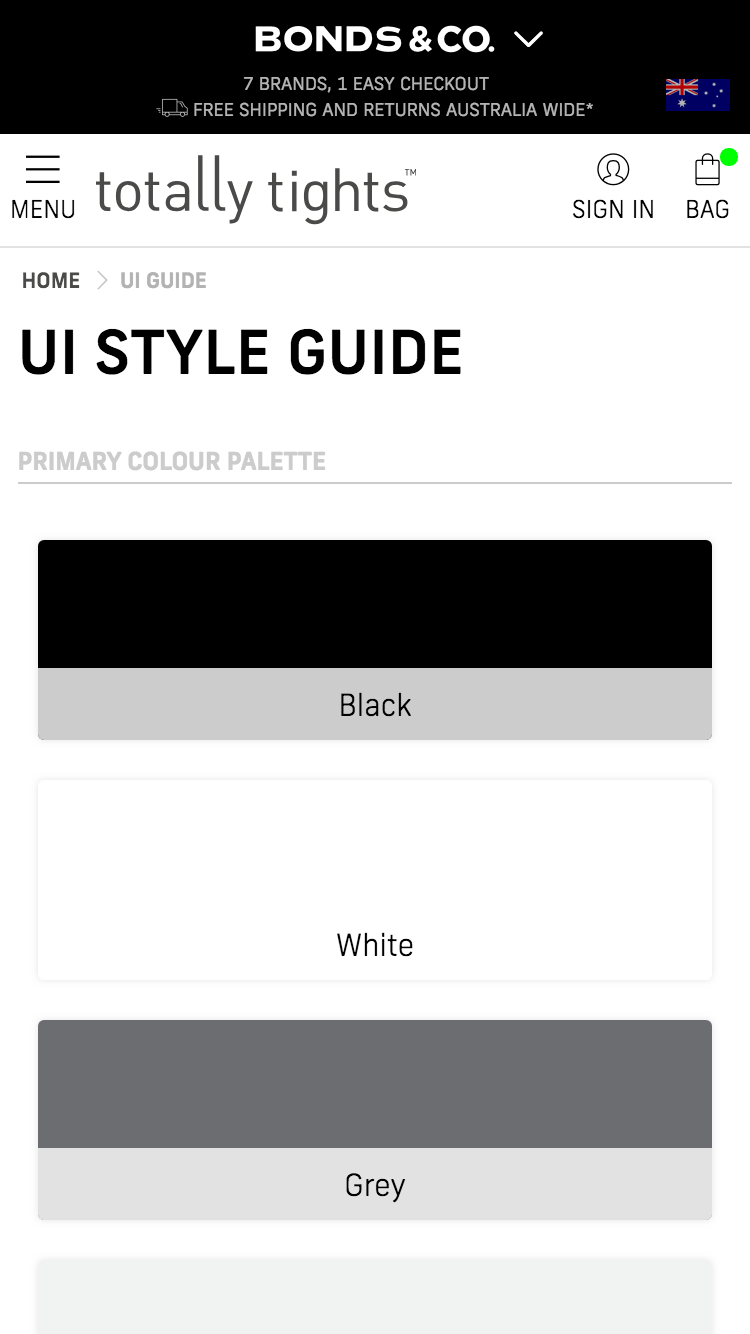 BONDS & CO.
7 BRANDS, 1 EASY CHECKOUT
FREE SHIPPING AND RETURNS AUSTRALIA WIDE*
MENU
totally tights™
SIGN IN
BAG
HOME
UI GUIDE
UI STYLE GUIDE
PRIMARY COLOUR PALETTE
Black
White
Grey